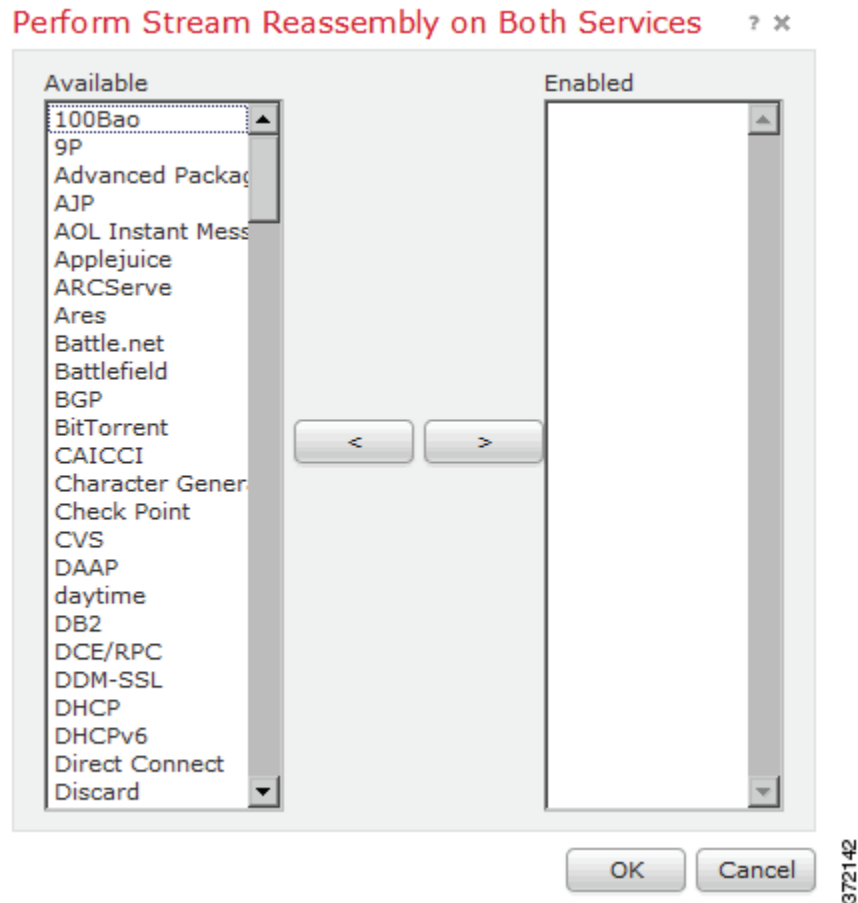 Perform Stream Reassembly on Both Services ? ×
Available
Enabled
100Bao
9P
Advanced Packag
AJP
AOL Instant Mess
Applejuice
ARCServe
Ares
Battle.net
Battlefield
BGP
BitTorrent
CAICCI
Character Gener
Check Point
CVS
DAAP
daytime
DB2
DCE/RPC
DDM-SSL
DHCP
DHCPv6
Direct Connect
Discard
< >
OK Cancel
372142